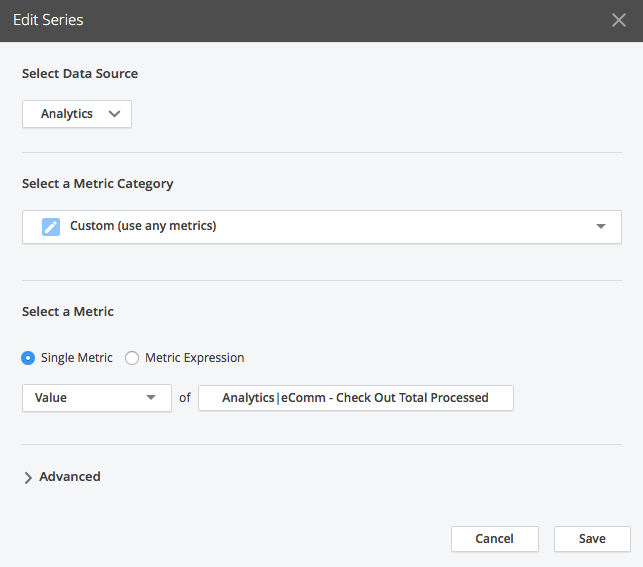 Edit Series
Select Data Source
Analytics
Select a Metric Category
Custom (use any metrics)
Select a Metric
Single Metric Metric Expression
Value of Analytics|eComm - Check Out Total Processed
Advanced
Cancel Save